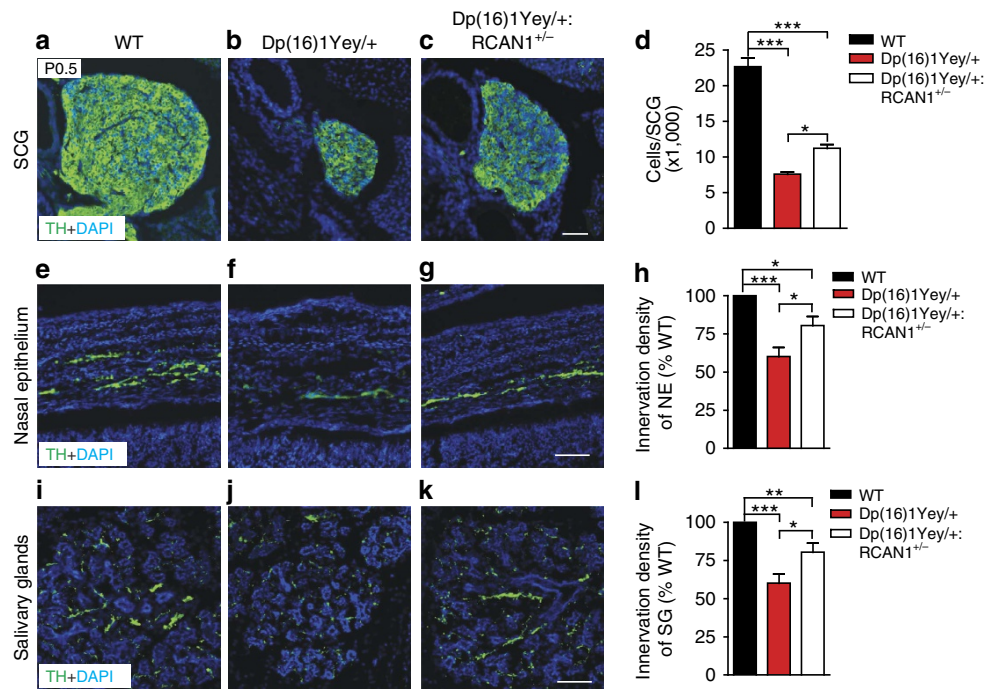 a
WT
b
Dp(16)1Yey/+
c
Dp(16)1Yey/+:
RCAN1+/–
P0.5
SCG
TH+DAPI
d
Cells/SCG
(x1,000)
25
20
15
10
5
0
***
***
*
WT
Dp(16)1Yey/+
Dp(16)1Yey/+:
RCAN1+/–
e
f
g
Nasal epithelium
TH+DAPI
h
Innervation density
of NE (% WT)
100
75
50
25
0
*
***
*
WT
Dp(16)1Yey/+
Dp(16)1Yey/+:
RCAN1+/–
i
j
k
Salivary glands
TH+DAPI
l
Innervation density
of SG (% WT)
100
75
50
25
0
**
***
*
WT
Dp(16)1Yey/+
Dp(16)1Yey/+:
RCAN1+/–